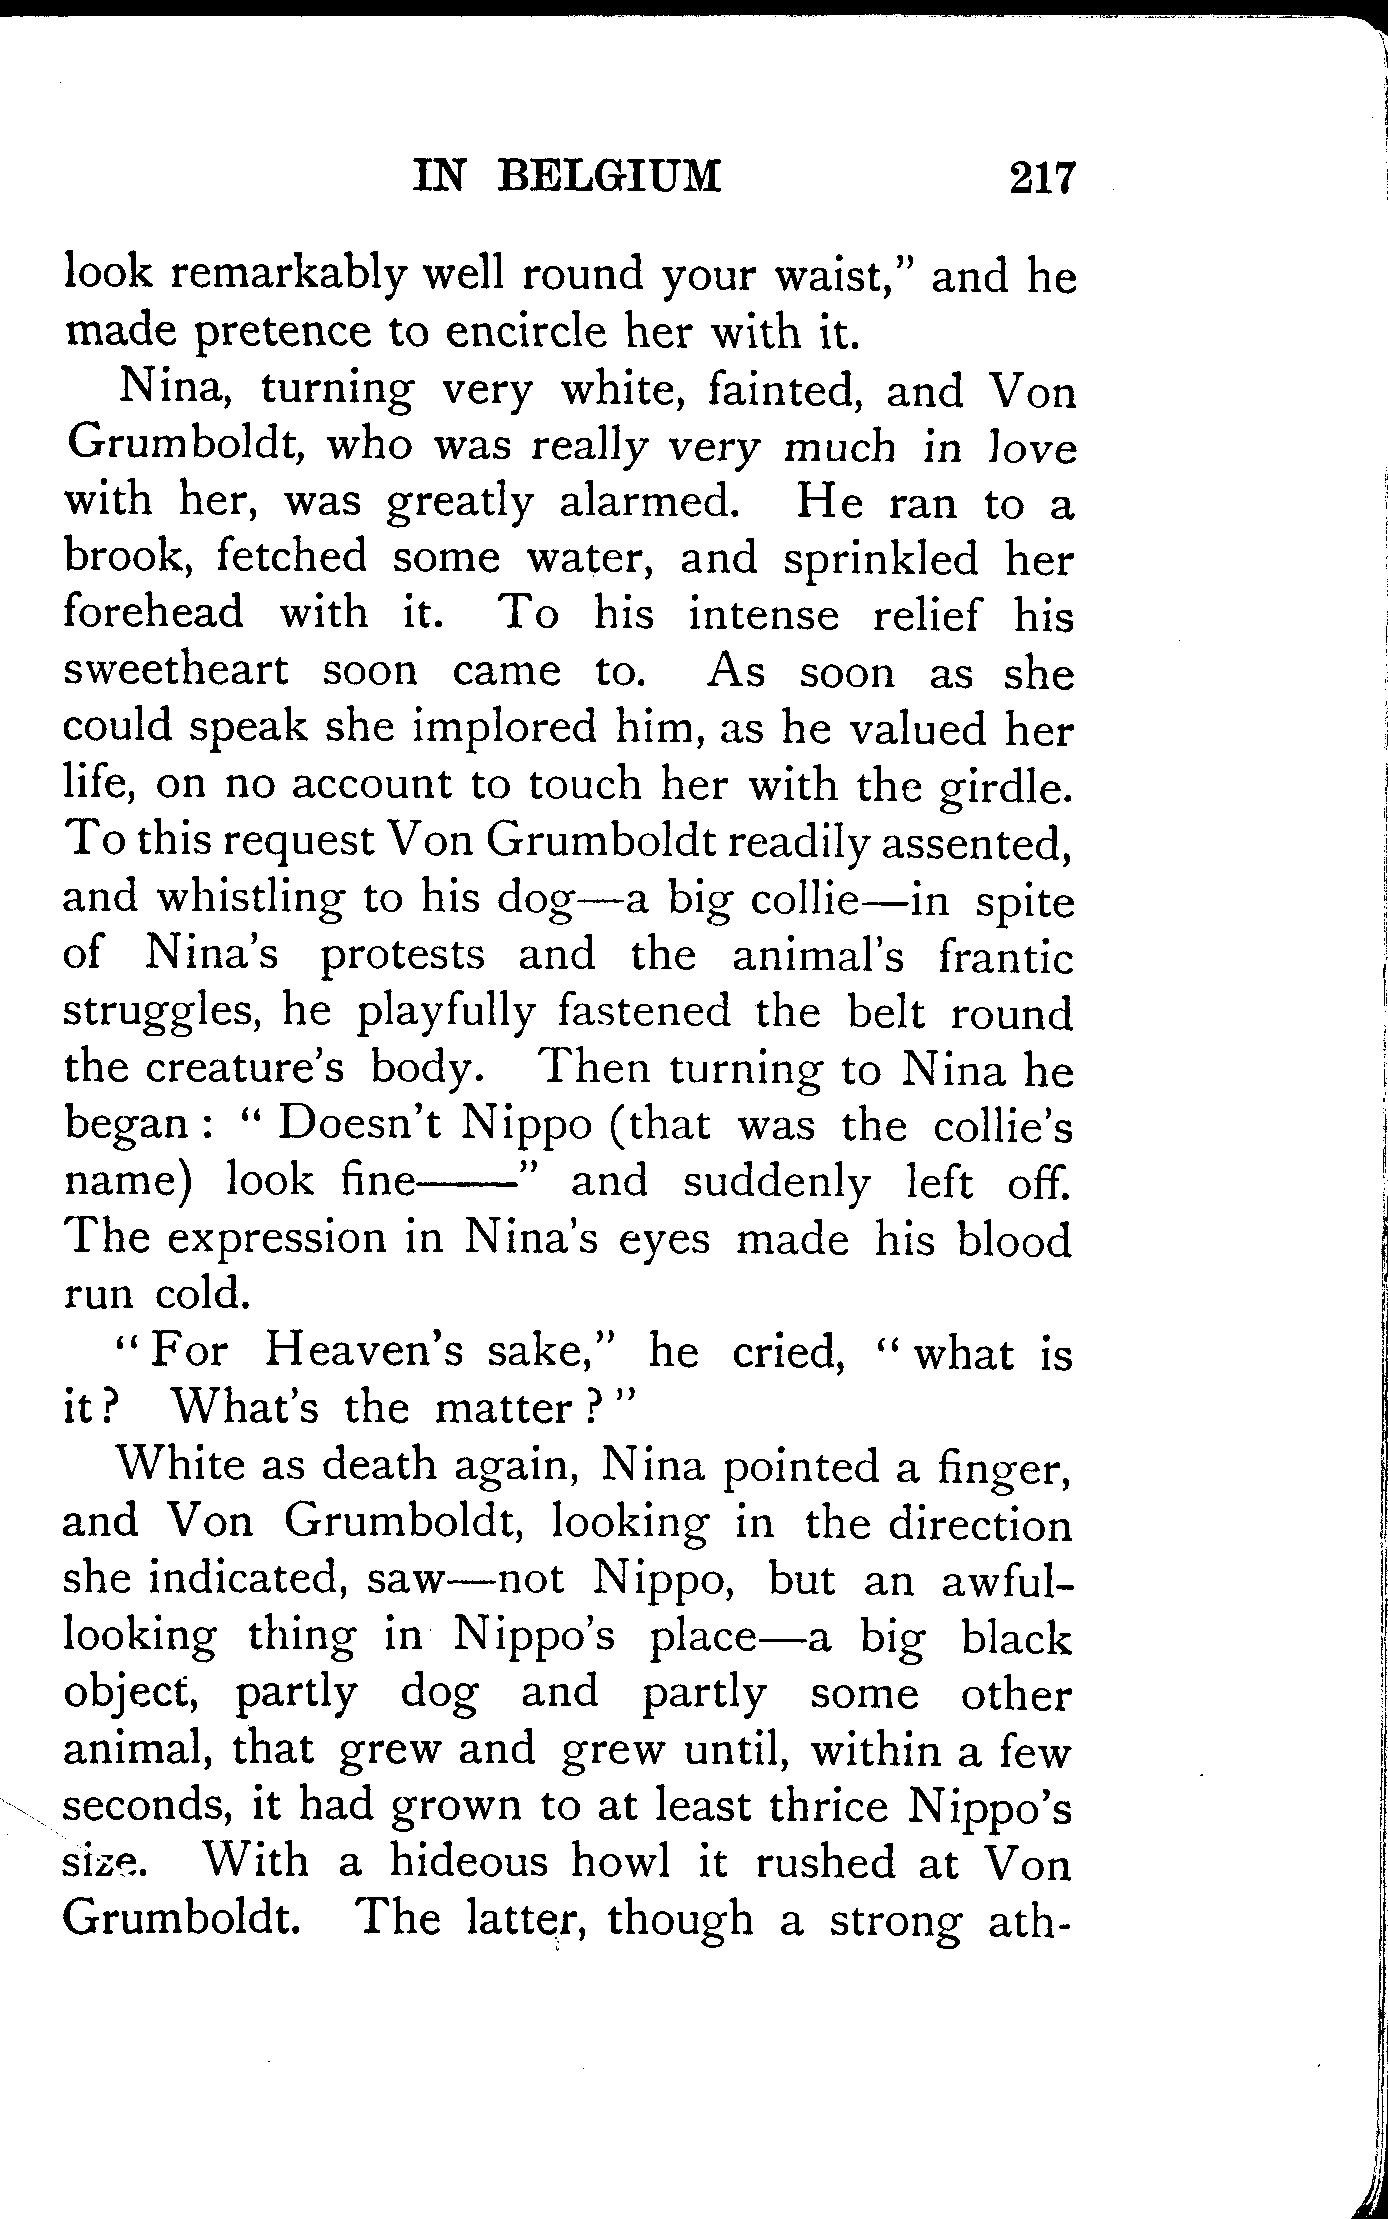 IN BELGIUM 217
look remarkably well round your waist,” and he
made pretence to encircle her with it.
Nina, turning very white, fainted, and Von
Grumboldt, who was really very much in love
with her, was greatly alarmed. He ran to a
brook, fetched some water, and sprinkled her
forehead with it. To his intense relief his
sweetheart soon came to. As soon as she
could speak she implored him, as he valued her
life, on no account to touch her with the girdle.
To this request Von Grumboldt readily assented,
and whistling to his dog—a big collie—in spite
of Nina’s protests and the animal’s frantic
struggles, he playfully fastened the belt round
the creature’s body. Then turning to Nina he
began : “ Doesn’t Nippo (that was the collie’s
name) look fine——” and suddenly left off.
The expression in Nina’s eyes made his blood
run cold.
“ For Heaven’s sake,” he cried, “ what is
it ? What’s the matter ? ”
White as death again, Nina pointed a finger,
and Von Grumboldt, looking in the direction
she indicated, saw—not Nippo, but an awful-
looking thing in Nippo’s place—a big black
object, partly dog and partly some other
animal, that grew and grew until, within a few
seconds, it had grown to at least thrice Nippo’s
size. With a hideous howl it rushed at Von
Grumboldt. The latter, though a strong ath-